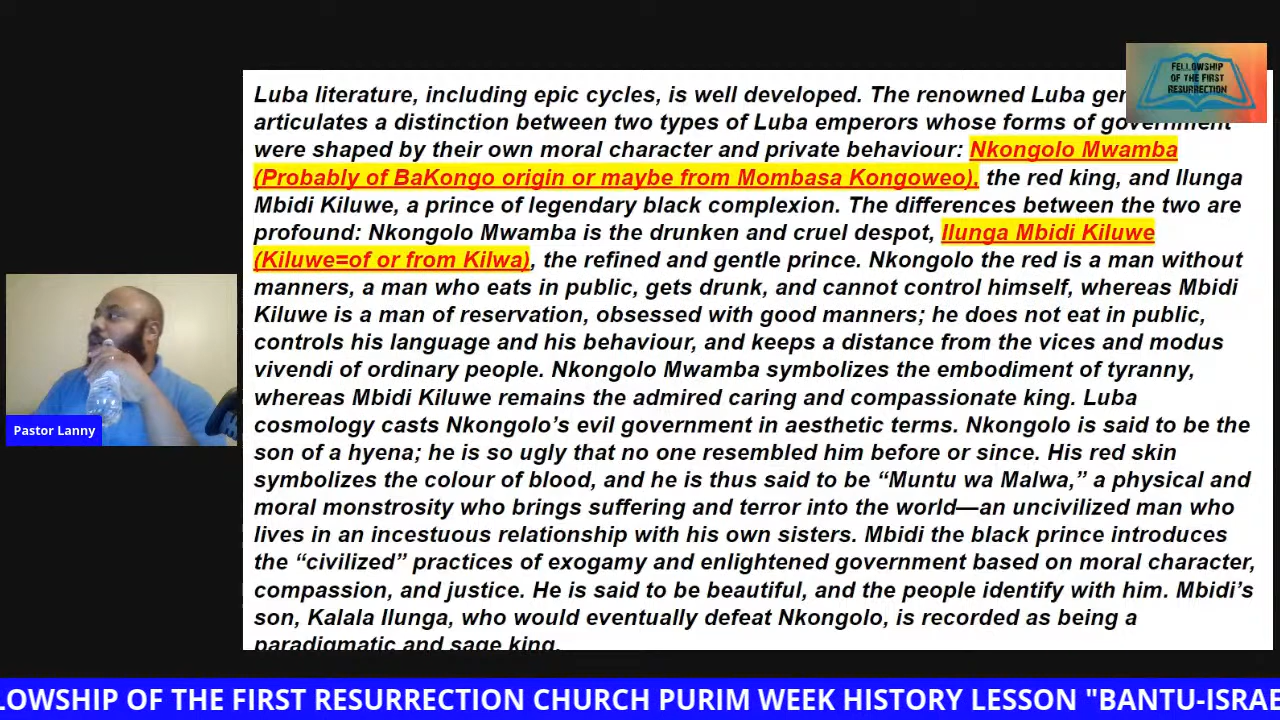 FELLOWSHIP
OF THE FIRST
RESURRECTION
Luba literature, including epic cycles, is well developed. The renowned Luba
articulates a distinction between two types of Luba emperors whose forms of government
were shaped by their own moral character and private behaviour: Nkongolo Mwamba
(Probably of BaKongo origin or maybe from Mombasa Kongoweo), the red king, and Ilunga
Mbidi Kiluwe, a prince of legendary black complexion. The differences between the two are
profound: Nkongolo Mwamba is the drunken and cruel despot, Ilunga Mbidi Kiluwe
(Kiluwe=of or from Kilwa), the refined and gentle prince. Nkongolo the red is a man without
manners, a man who eats in public, gets drunk, and cannot control himself, whereas Mbidi
Kiluwe is a man of reservation, obsessed with good manners; he does not eat in public,
controls his language and his behaviour, and keeps a distance from the vices and modus
vivendi of ordinary people. Nkongolo Mwamba symbolizes the embodiment of tyranny,
whereas Mbidi Kiluwe remains the admired caring and compassionate king. Luba
cosmology casts Nkongolo’s evil government in aesthetic terms. Nkongolo is said to be the
son of a hyena; he is so ugly that no one resembled him before or since. His red skin
symbolizes the colour of blood, and he is thus said to be “Muntu wa Malwa,” a physical and
moral monstrosity who brings suffering and terror into the world—an uncivilized man who
lives in an incestuous relationship with his own sisters. Mbidi the black prince introduces
the “civilized” practices of exogamy and enlightened government based on moral character,
compassion, and justice. He is said to be beautiful, and the people identify with him. Mbidi’s
son, Kalala Ilunga, who would eventually defeat Nkongolo, is recorded as being a
paradigmatic and sage king.
Pastor Lanny
LOWSHIP OF THE FIRST RESURRECTION CHURCH PURIM WEEK HISTORY LESSON "BANTU-ISRAE